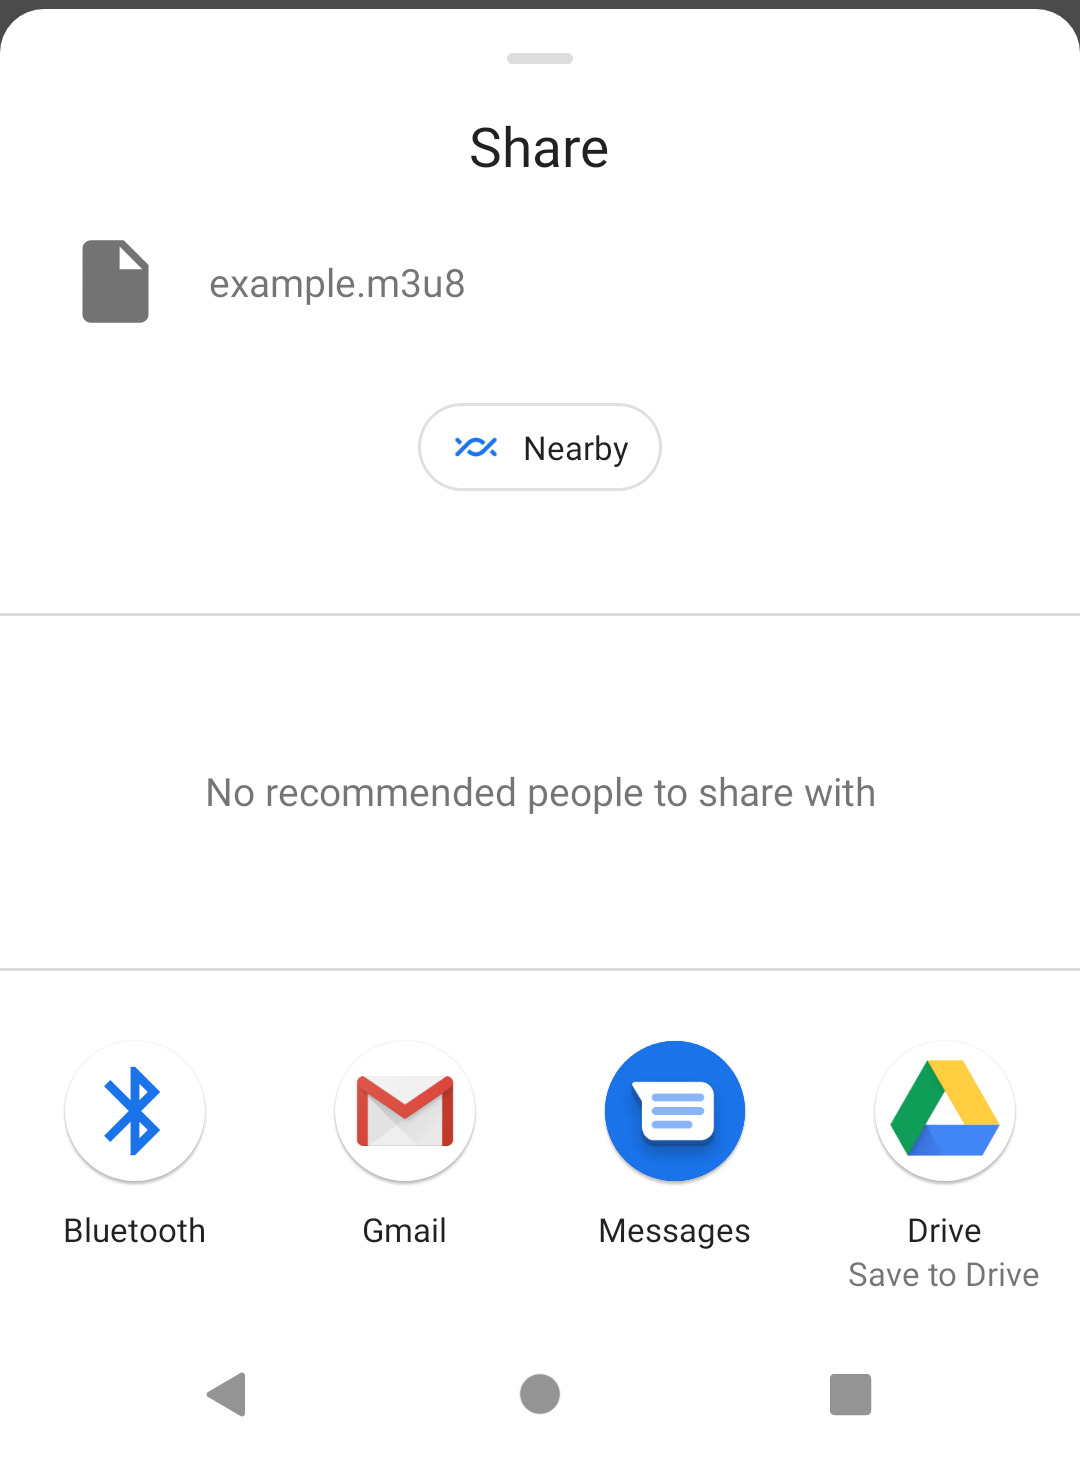 Share
example.m3u8
Nearby
No recommended people to share with
Bluetooth
Gmail
Messages
Drive
Save to Drive